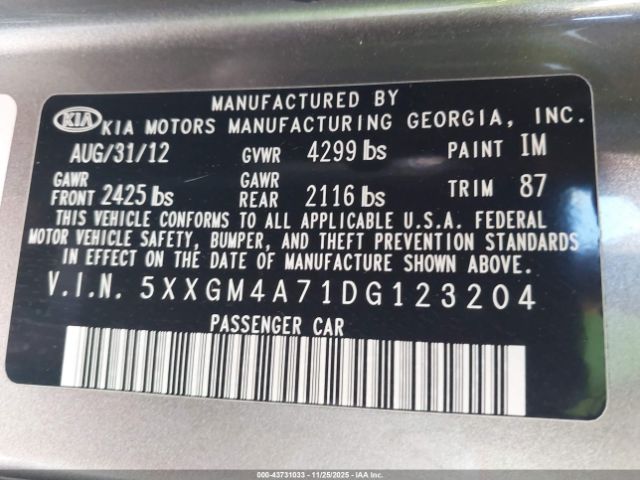 MANUFACTURED BY
KIA KIA MOTORS MANUFACTURING GEORGIA, INC.
AUG/31/12 GVWR 4299 lbs PAINT IM
GAWR FRONT 2425 lbs GAWR REAR 2116 lbs TRIM 87
THIS VEHICLE CONFORMS TO ALL APPLICABLE U.S.A. FEDERAL
MOTOR VEHICLE SAFETY, BUMPER, AND THEFT PREVENTION STANDARDS
IN EFFECT ON THE DATE OF MANUFACTURE SHOWN ABOVE.
V.I.N. 5XXGM4A71DG123204
PASSENGER CAR
000-43731033 - 11/25/2025 - IAA Inc.